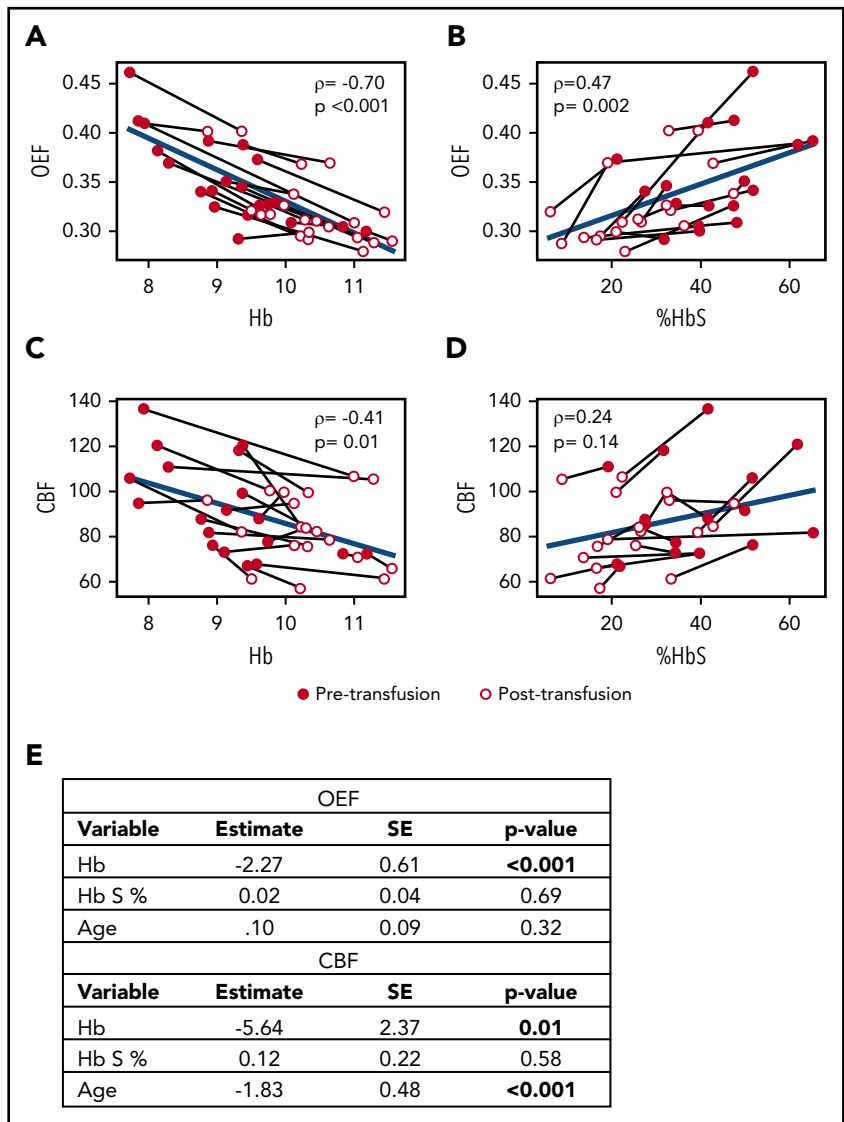 A
B
ρ= -0.70
p <0.001
0.45
0.40
0.35
0.30
OEF
8 9 10 11
Hb
ρ=0.47
p= 0.002
0.45
0.40
0.35
0.30
OEF
20 40 60
%HbS
C
D
ρ= -0.41
p= 0.01
140
120
100
80
60
CBF
8 9 10 11
Hb
ρ=0.24
p= 0.14
140
120
100
80
60
CBF
20 40 60
%HbS
Pre-transfusion Post-transfusion
E
OEF
Variable Estimate SE p-value
Hb -2.27 0.61 <0.001
Hb S % 0.02 0.04 0.69
Age .10 0.09 0.32
CBF
Variable Estimate SE p-value
Hb -5.64 2.37 0.01
Hb S % 0.12 0.22 0.58
Age -1.83 0.48 <0.001